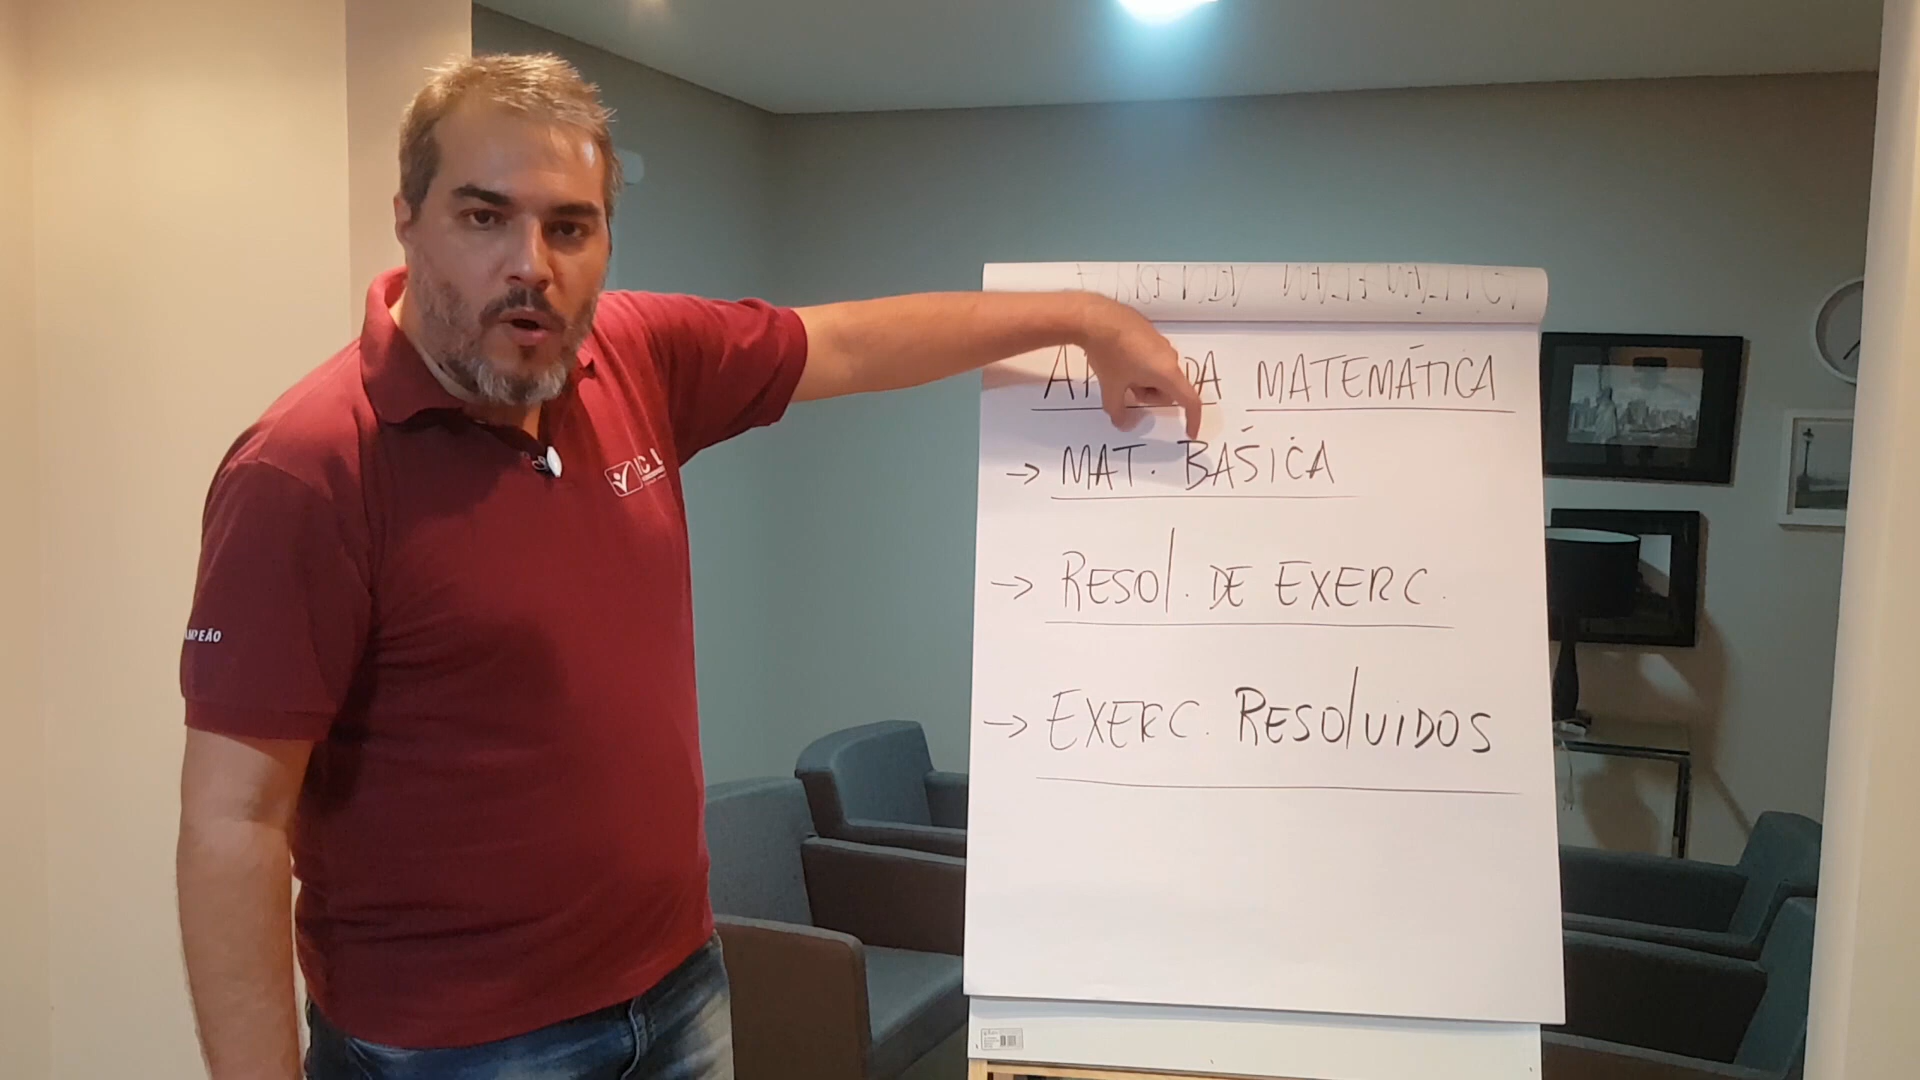 MATEMÁTICA
→ MAT. BÁSICA
→ RESOL. DE EXERC.
→ EXERC. RESOLVIDOS